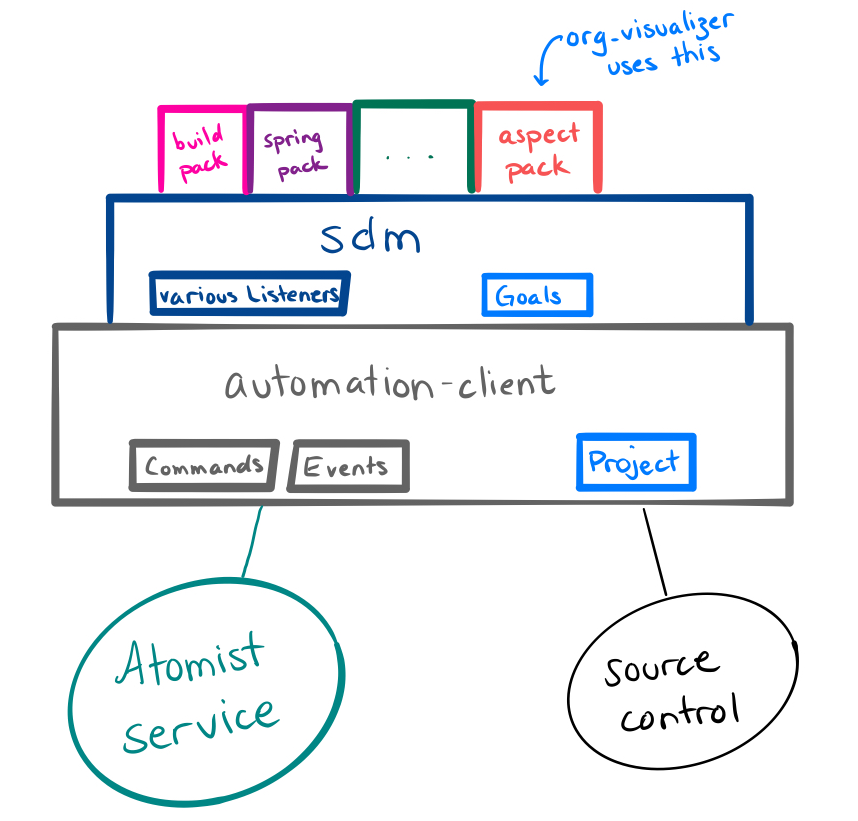 org-visualizer
uses this
build
pack
spring
pack
...
aspect
pack
sdm
various Listeners
Goals
automation-client
Commands
Events
Project
Atomist
service
source
control